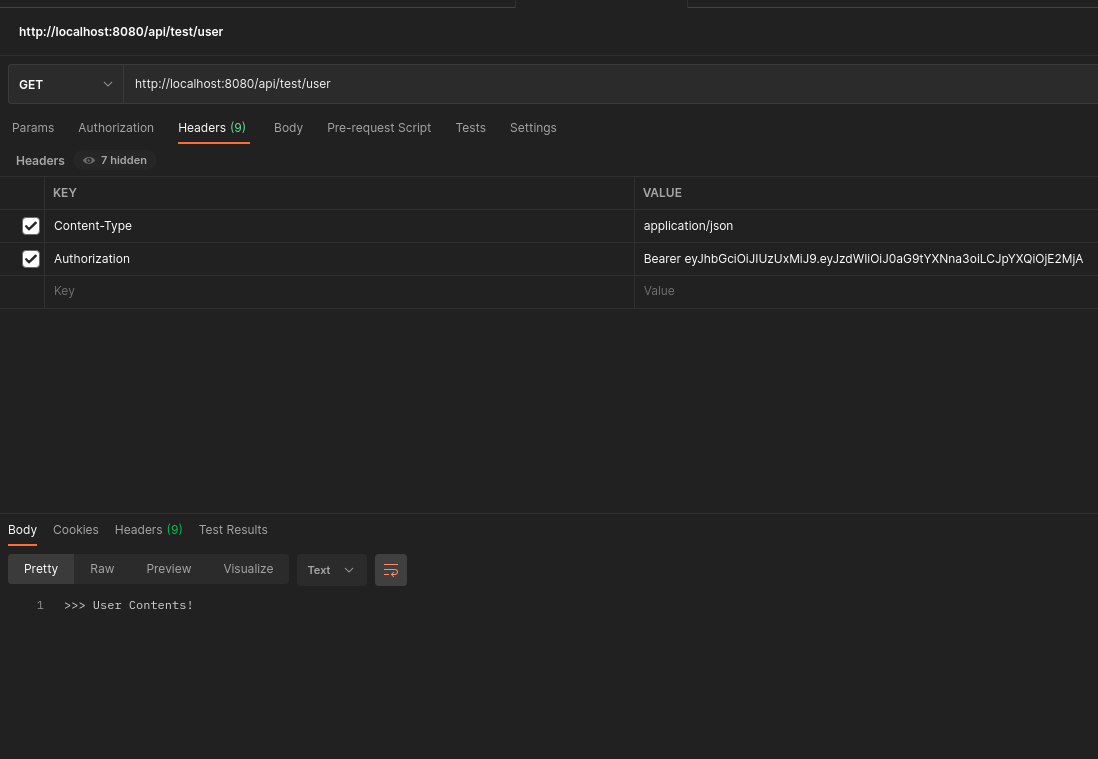 http://localhost:8080/api/test/user
GET http://localhost:8080/api/test/user
Params Authorization Headers (9) Body Pre-request Script Tests Settings
Headers 7 hidden
KEY VALUE
Content-Type application/json
Authorization Bearer eyJhbGciOiJIUzUxMiJ9.eyJzdWIiOiJ0aG9tYXNna3oiLCJpYXQiOjE2MjA
Key Value
Body Cookies Headers (9) Test Results
Pretty Raw Preview Visualize Text
1 >>> User Contents!